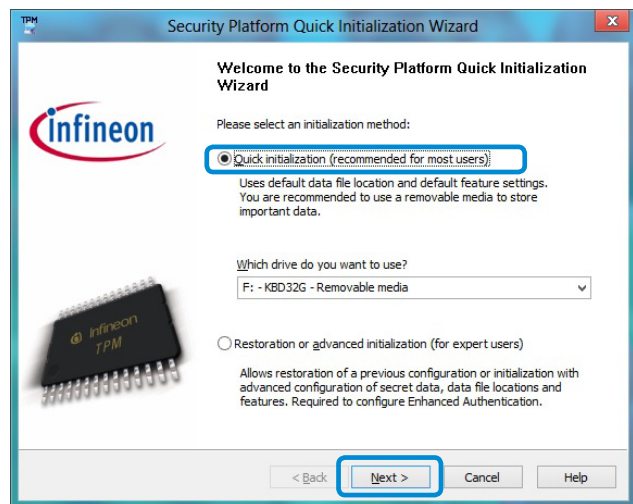 TPM
Security Platform Quick Initialization Wizard
x
Welcome to the Security Platform Quick Initialization
Wizard
infineon
Please select an initialization method:
Quick initialization (recommended for most users)
Uses default data file location and default feature settings.
You are recommended to use a removable media to store
important data.
Which drive do you want to use?
F: - KBD32G - Removable media
infineon
TPM
Restoration or advanced initialization (for expert users)
Allows restoration of a previous configuration or initialization with
advanced configuration of secret data, data file locations and
features. Required to configure Enhanced Authentication.
< Back Next > Cancel Help